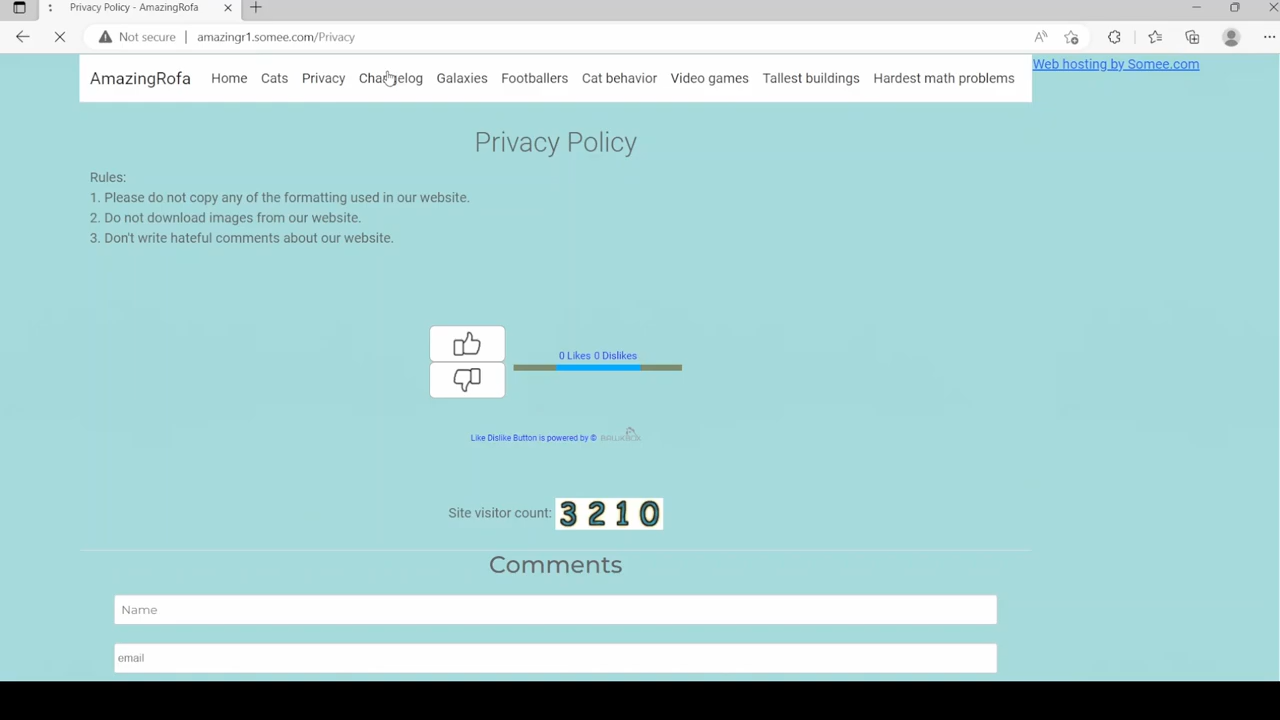 Privacy Policy - AmazingRofa
Not secure | amazingr1.somee.com/Privacy
AmazingRofa Home Cats Privacy Changelog Galaxies Footballers Cat behavior Video games Tallest buildings Hardest math problems
Web hosting by Somee.com
Privacy Policy
Rules:
1. Please do not copy any of the formatting used in our website.
2. Do not download images from our website.
3. Don't write hateful comments about our website.
0 Likes 0 Dislikes
Like Dislike Button is powered by ©
Site visitor count: 3210
Comments
Name
email